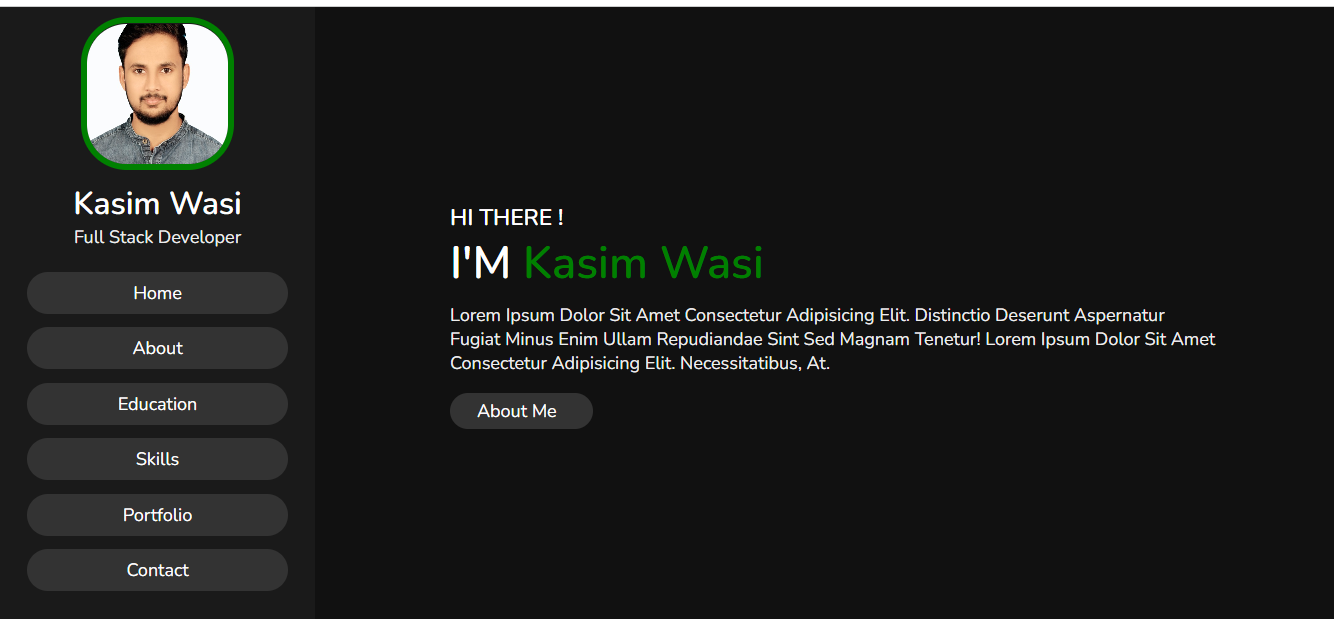 Kasim Wasi
Full Stack Developer
Home
About
Education
Skills
Portfolio
Contact
HI THERE !
I'M Kasim Wasi
Lorem Ipsum Dolor Sit Amet Consectetur Adipisicing Elit. Distinctio Deserunt Aspernatur
Fugiat Minus Enim Ullam Repudiandae Sint Sed Magnam Tenetur! Lorem Ipsum Dolor Sit Amet
Consectetur Adipisicing Elit. Necessitatibus, At.
About Me